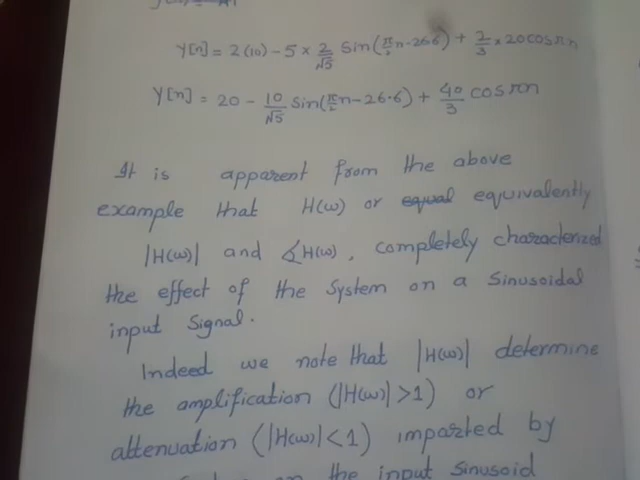 Y[n] = 2(10) - 5 × 2/√5 Sin(π/2 n - 26.6) + 2/3 × 20 cos πn
Y[n] = 20 - 10/√5 Sin(π/2 n - 26.6) + 40/3 cos πn
It is apparent from the above
example that H(ω) or equal equivalently
|H(ω)| and ∡H(ω), completely characterized
the effect of the System on a Sinusoidal
input Signal.
Indeed we note that |H(ω)| determine
the amplification (|H(ω)|>1) or
attenuation (|H(ω)|<1) imparted by
on the input sinusoid